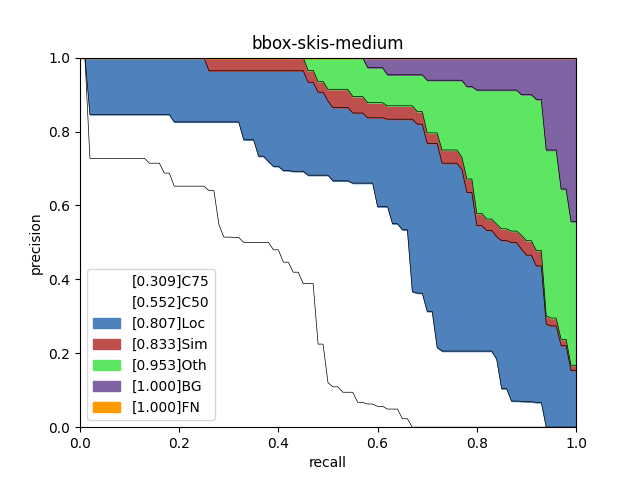 bbox-skis-medium
1.0
0.8
0.6
0.4
0.2
0.0
precision
[0.309]C75
[0.552]C50
[0.807]Loc
[0.833]Sim
[0.953]Oth
[1.000]BG
[1.000]FN
0.0 0.2 0.4 0.6 0.8 1.0
recall